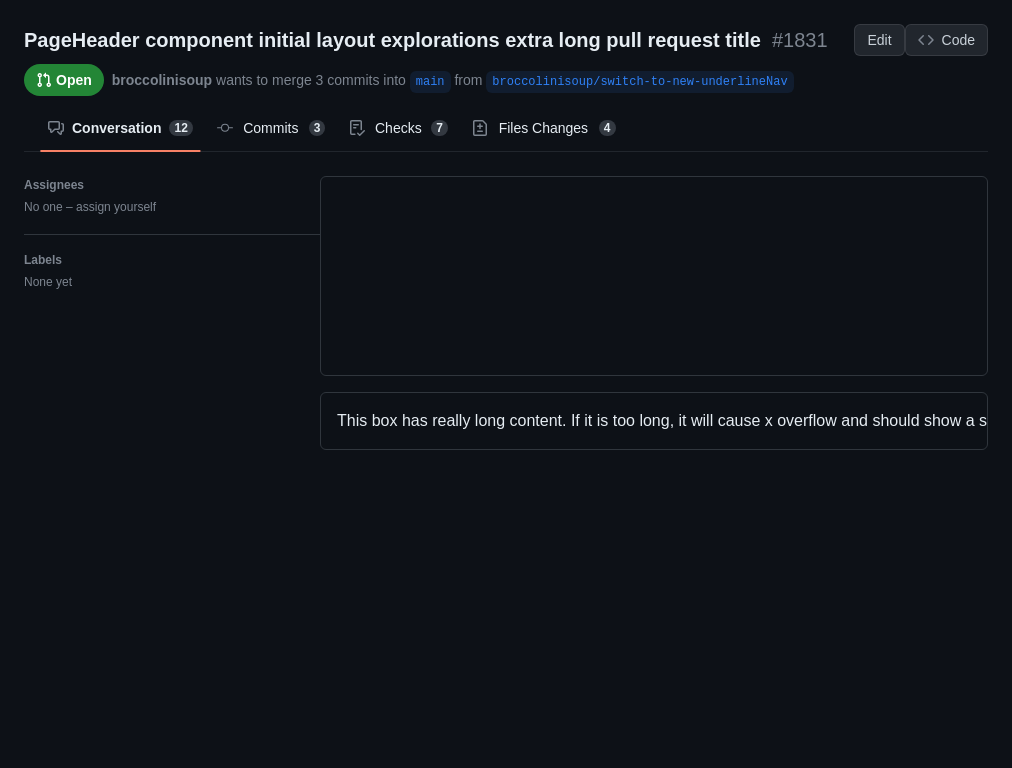 PageHeader component initial layout explorations extra long pull request title #1831
Edit
Code
Open
broccolinisoup wants to merge 3 commits into main from broccolinisoup/switch-to-new-underlineNav
Conversation 12
Commits 3
Checks 7
Files Changes 4
Assignees
No one – assign yourself
Labels
None yet
This box has really long content. If it is too long, it will cause x overflow and should show a s